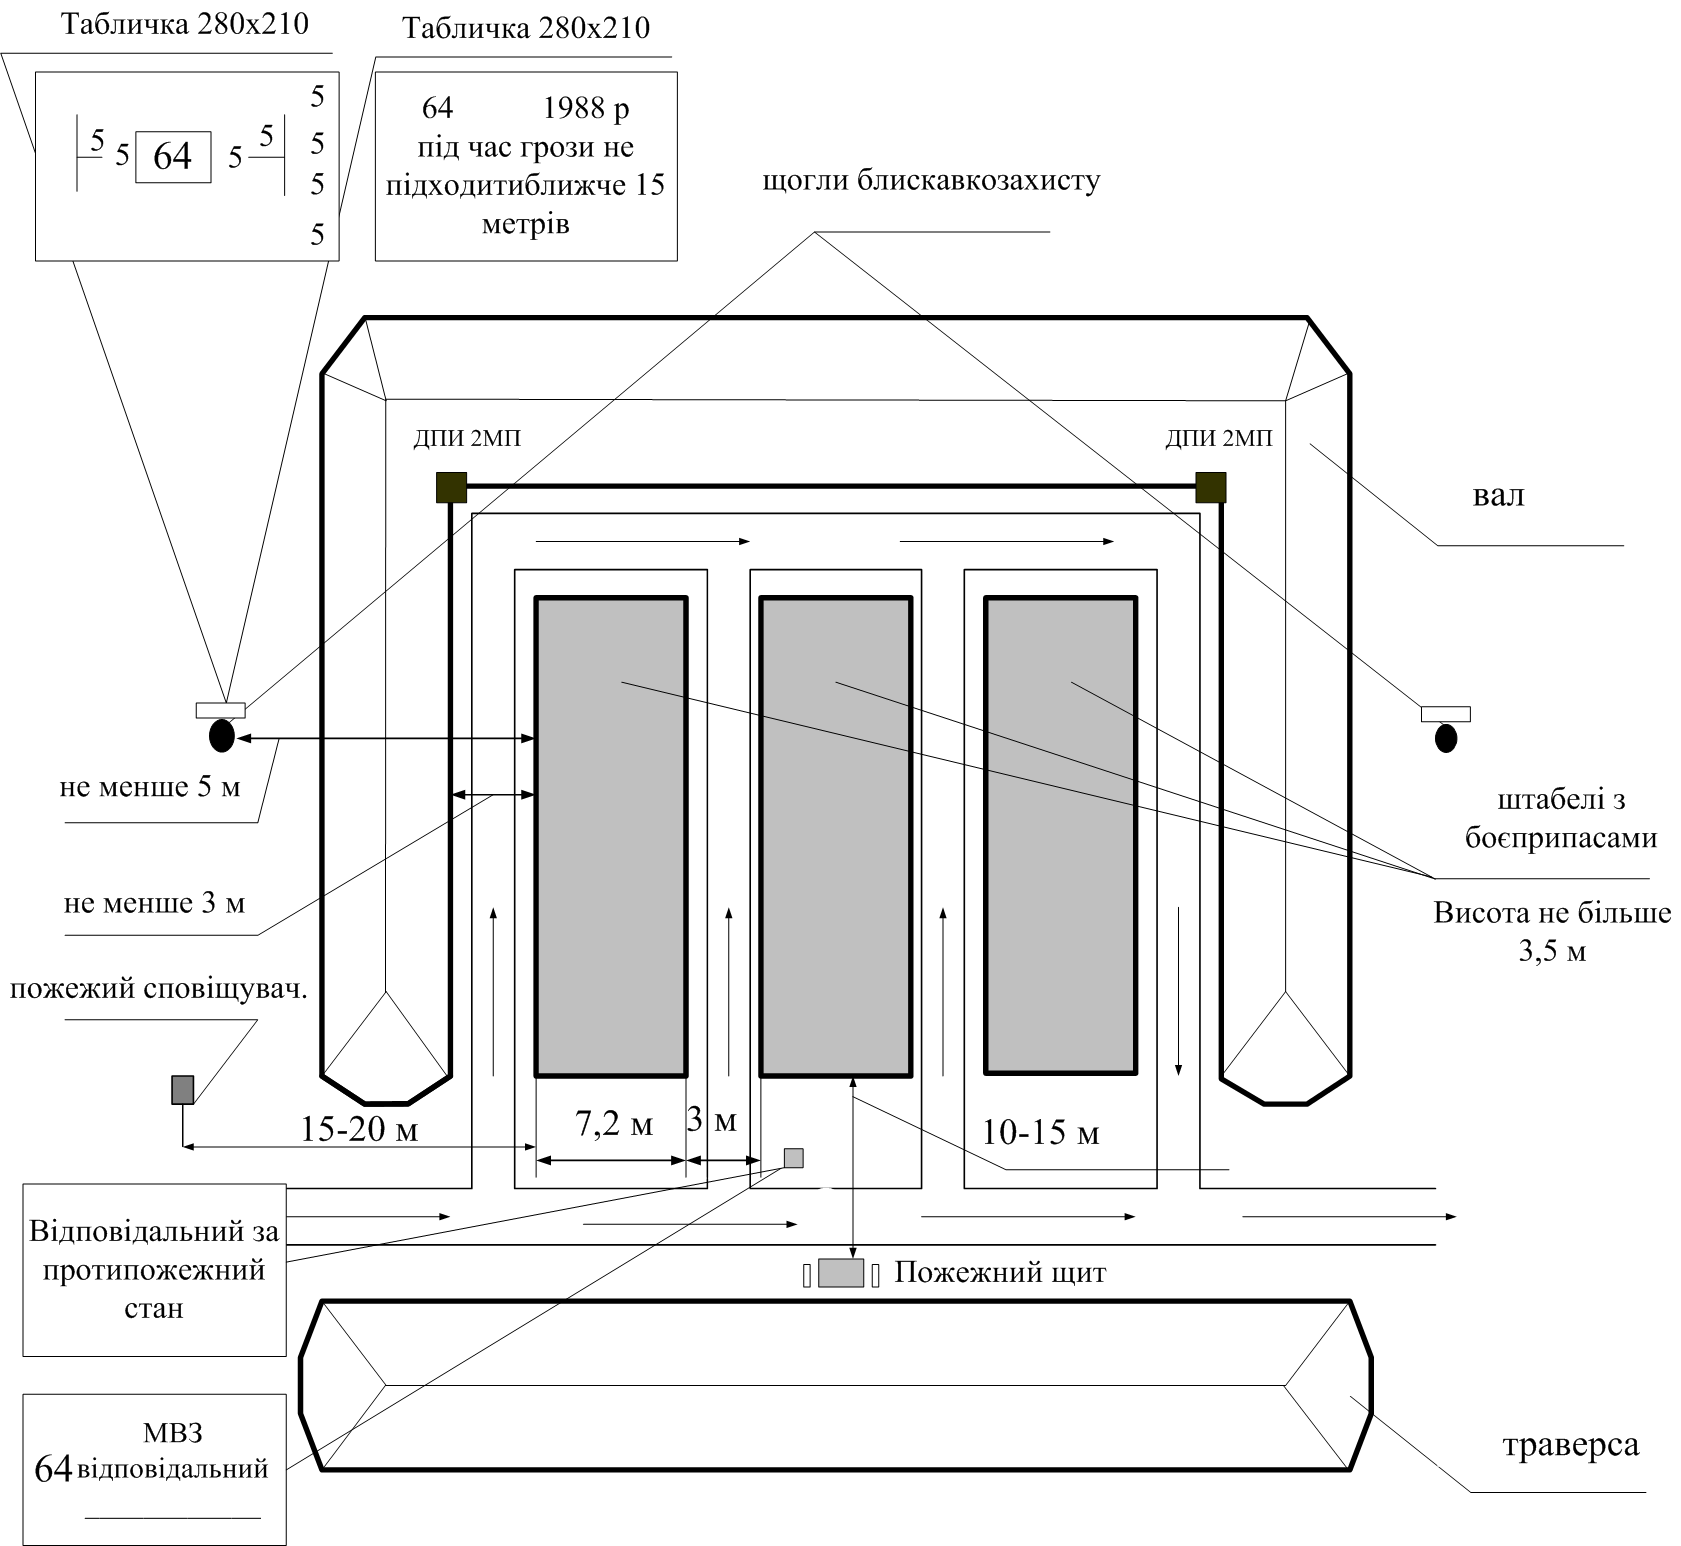 Табличка 280х210
Табличка 280х210
5
5
5
5
5
5
64
5
5
64 1988 р
під час грози не
підходитиближче 15
метрів
щогли блискавкозахисту
ДПИ 2МП
ДПИ 2МП
вал
не менше 5 м
не менше 3 м
пожежий сповіщувач.
штабелі з
боєприпасами
Висота не більше
3,5 м
15-20 м
7,2 м
3 м
10-15 м
Відповідальний за
протипожежний
стан
Пожежний щит
МВЗ
64 відповідальний
траверса